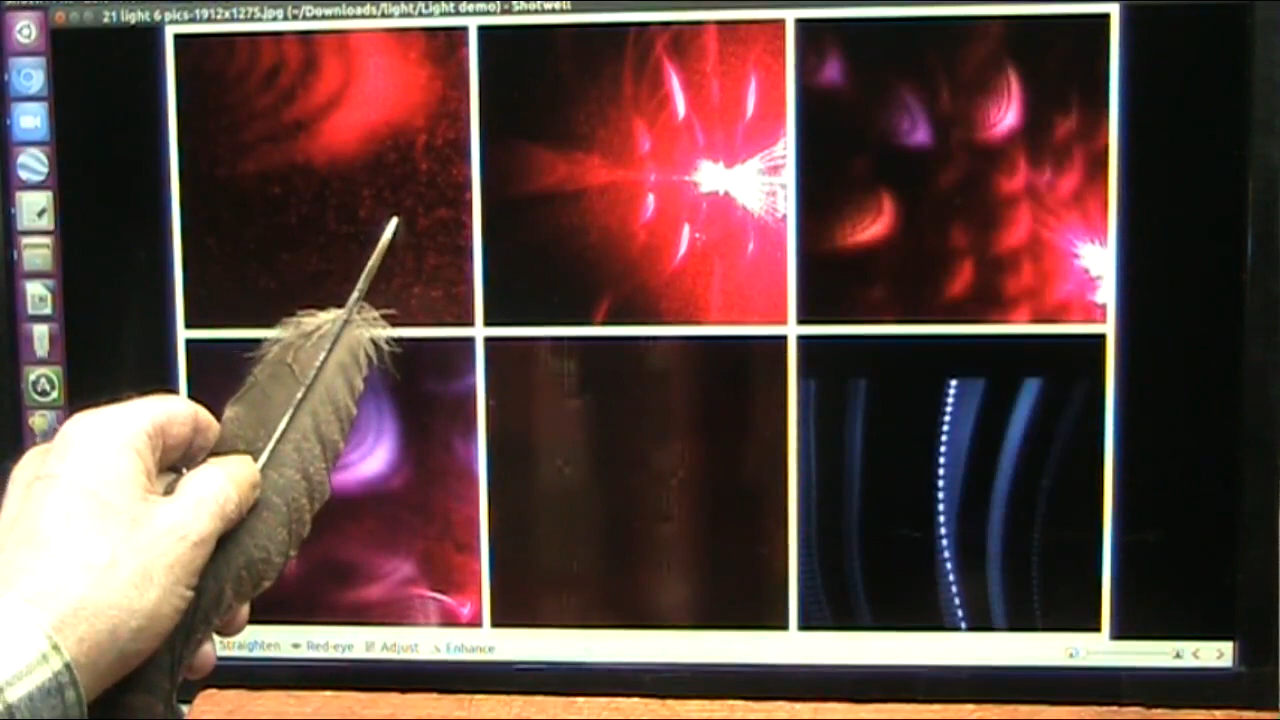 21 light 6 pics-1912x1275.jpg (~/Downloads/light/Light demo) - Shotwell
Straighten Red-eye Adjust Enhance